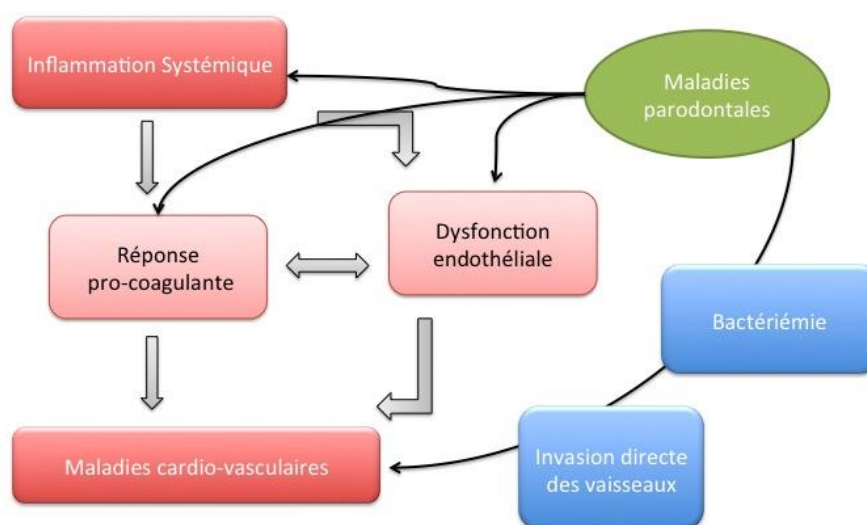 Inflammation Systémique
Maladies
parodontales
Réponse
pro-coagulante
Dysfonction
endothéliale
Bactériémie
Maladies cardio-vasculaires
Invasion directe
des vaisseaux